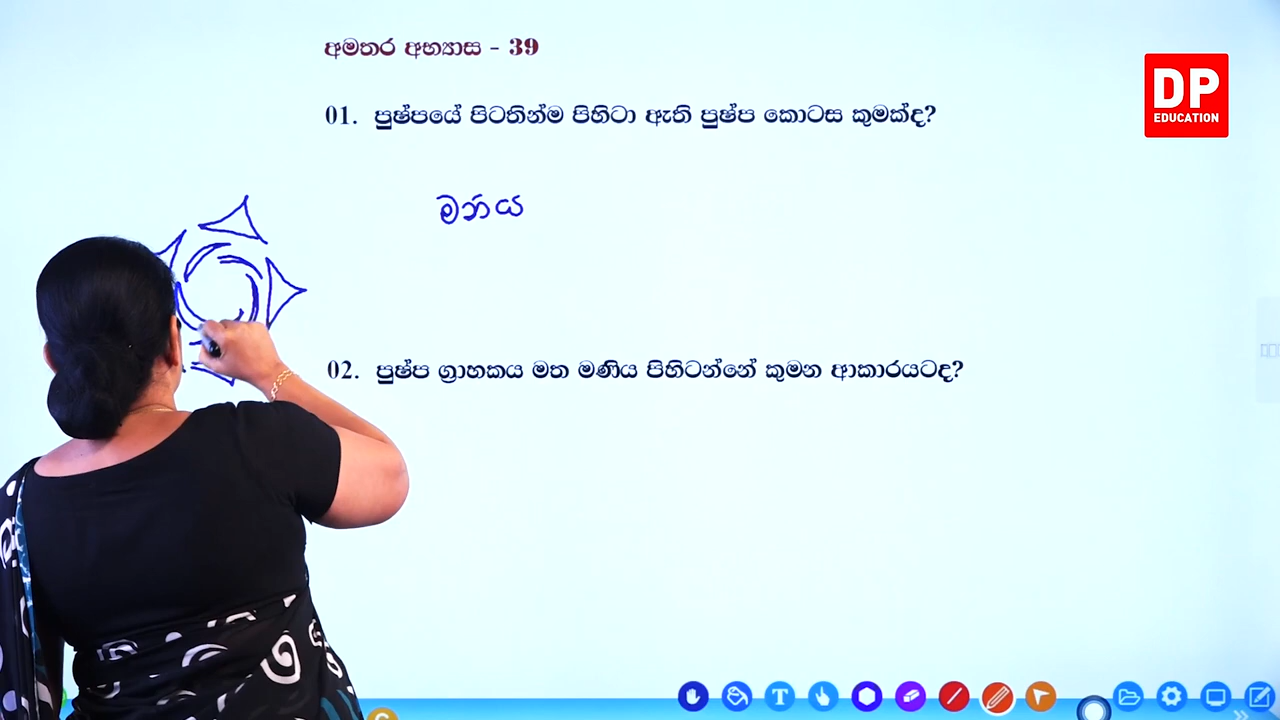 අමතර අභ්‍යාස - 39
DP
EDUCATION
01. පුෂ්පයේ පිටතින්ම පිහිටා ඇති පුෂ්ප කොටස කුමක්ද?
මනිය
02. පුෂ්ප ග්‍රාහකය මත මණිය පිහිටන්නේ කුමන ආකාරයටද?